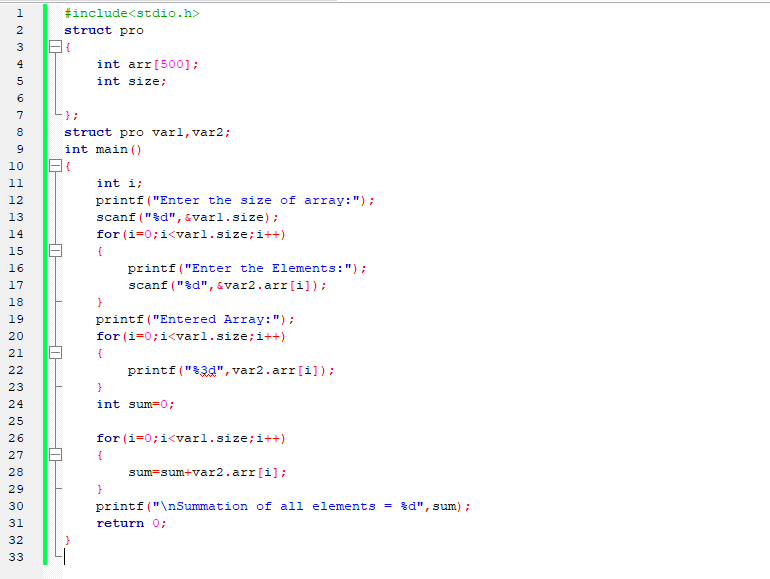 1 #include<stdio.h>
2 struct pro
3 {
4 int arr[500];
5 int size;
6
7 };
8 struct pro var1,var2;
9 int main()
10 {
11 int i;
12 printf("Enter the size of array:");
13 scanf("%d",&var1.size);
14 for(i=0;i<var1.size;i++)
15 {
16 printf("Enter the Elements:");
17 scanf("%d",&var2.arr[i]);
18 }
19 printf("Entered Array:");
20 for(i=0;i<var1.size;i++)
21 {
22 printf("%3d",var2.arr[i]);
23 }
24 int sum=0;
25
26 for(i=0;i<var1.size;i++)
27 {
28 sum=sum+var2.arr[i];
29 }
30 printf("\nSummation of all elements = %d",sum);
31 return 0;
32 }
33